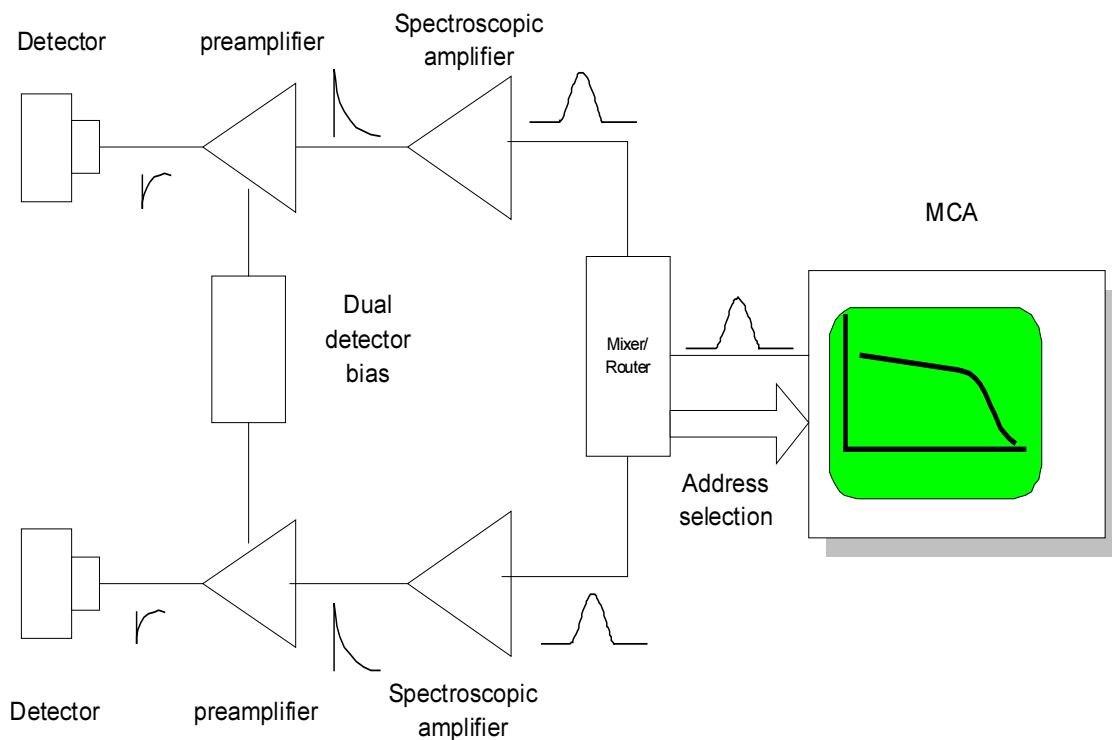 Detector
preamplifier
Spectroscopic
amplifier
MCA
Dual
detector
bias
Mixer/
Router
Address
selection
Detector
preamplifier
Spectroscopic
amplifier